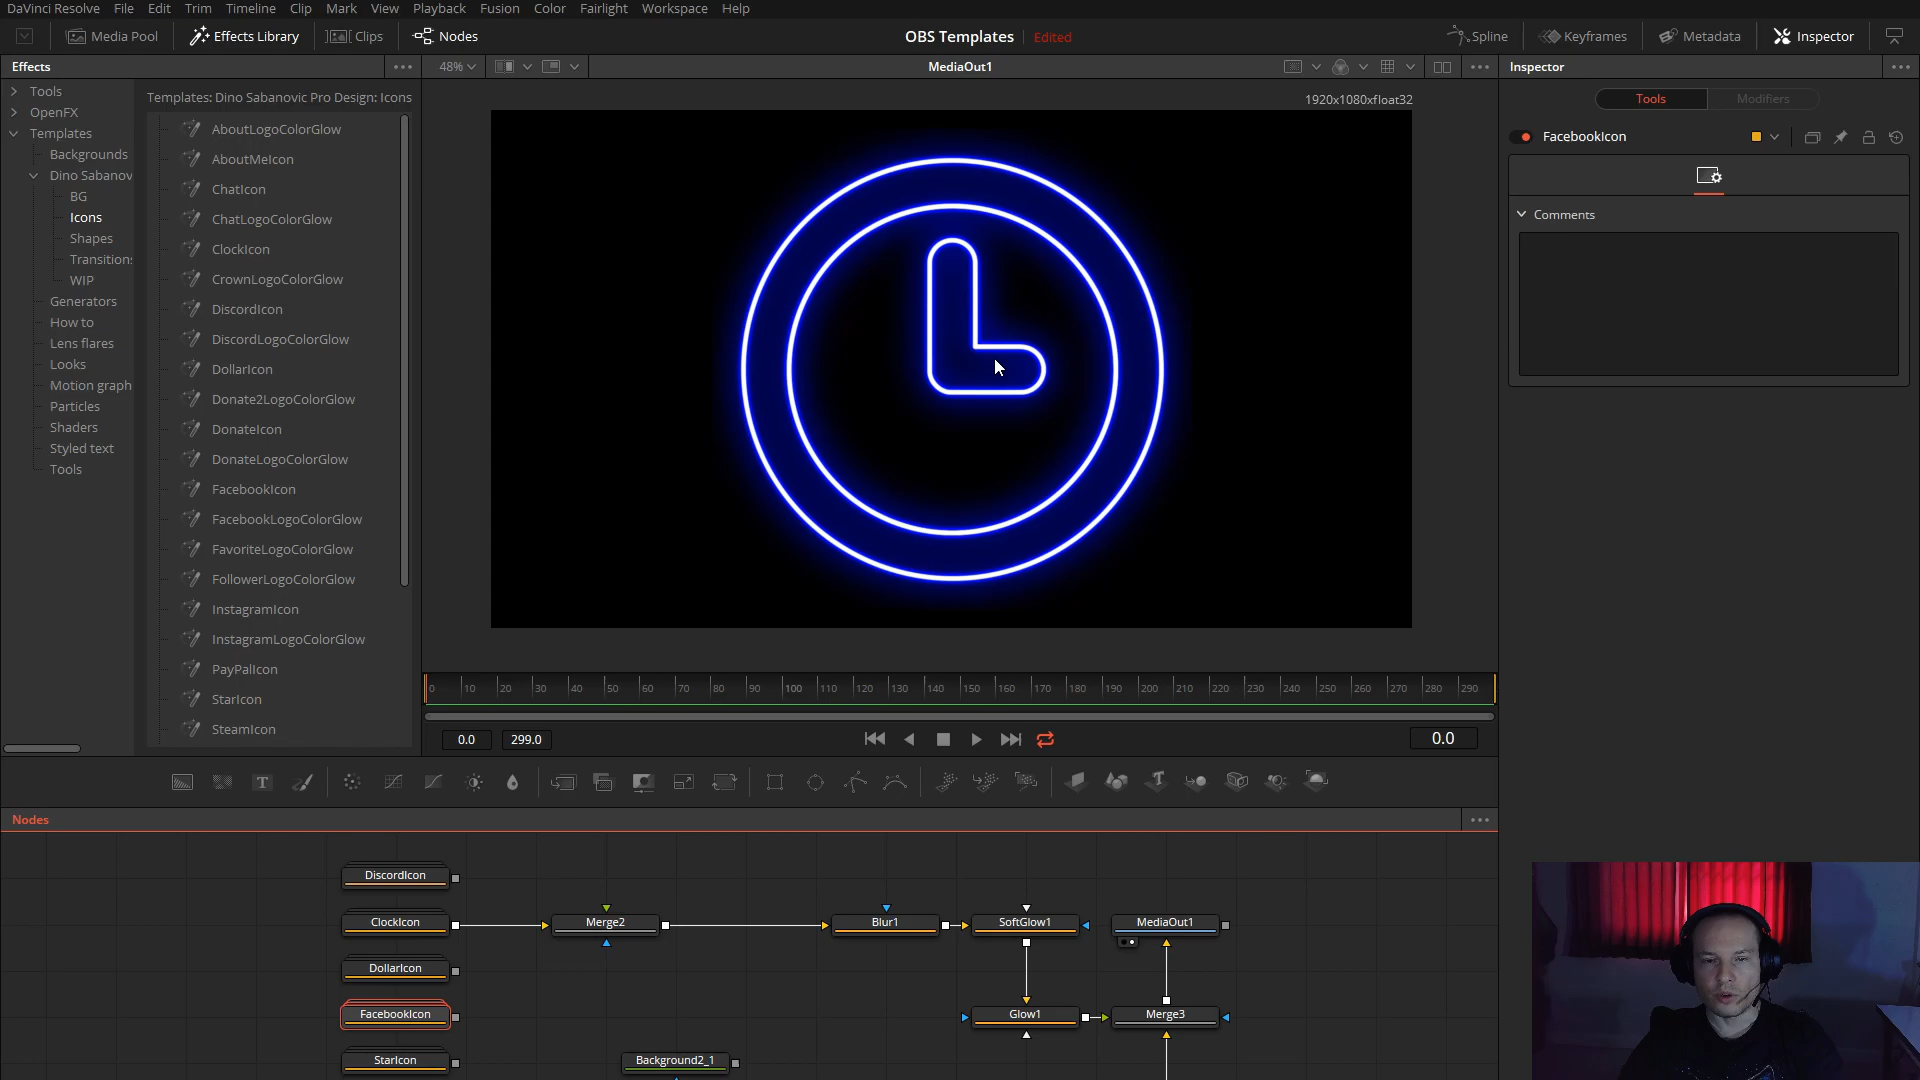 DaVinci Resolve File Edit Trim Timeline Clip Mark View Playback Fusion Color Fairlight Workspace Help
Media Pool Effects Library Clips Nodes OBS Templates Edited Spline Keyframes Metadata Inspector
Effects 48% MediaOut1 Inspector
Tools
OpenFX
Templates
Backgrounds
Dino Sabanov
BG
Icons
Shapes
Transitions
WIP
Generators
How to
Lens flares
Looks
Motion graph
Particles
Shaders
Styled text
Tools
Templates: Dino Sabanovic Pro Design: Icons
AboutLogoColorGlow
AboutMeIcon
ChatIcon
ChatLogoColorGlow
ClockIcon
CrownLogoColorGlow
DiscordIcon
DiscordLogoColorGlow
DollarIcon
Donate2LogoColorGlow
DonateIcon
DonateLogoColorGlow
FacebookIcon
FacebookLogoColorGlow
FavoriteLogoColorGlow
FollowerLogoColorGlow
InstagramIcon
InstagramLogoColorGlow
PayPalIcon
StarIcon
SteamIcon
1920x1080xfloat32
Tools Modifiers
FacebookIcon
Comments
0 10 20 30 40 50 60 70 80 90 100 110 120 130 140 150 160 170 180 190 200 210 220 230 240 250 260 270 280 290
0.0 299.0 0.0
Nodes
DiscordIcon
ClockIcon Merge2 Blur1 SoftGlow1 MediaOut1
DollarIcon
FacebookIcon Glow1 Merge3
StarIcon Background2_1